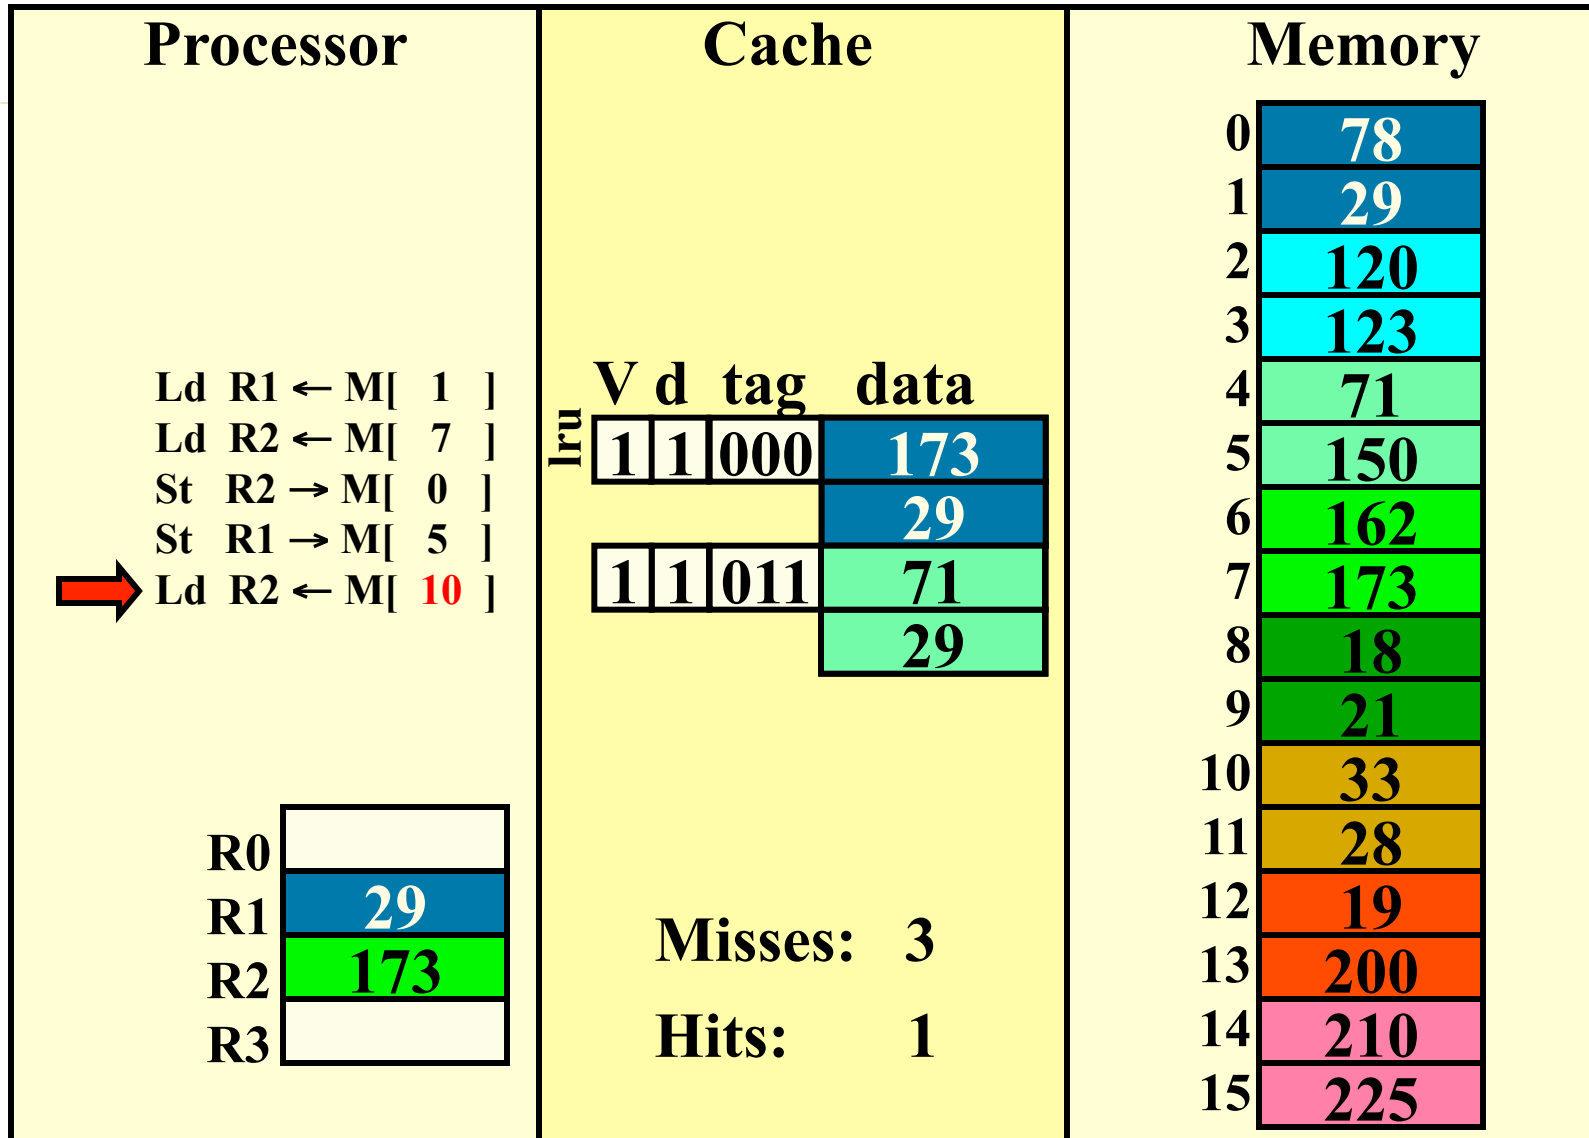 Processor
Ld R1 ← M[ 1 ]
Ld R2 ← M[ 7 ]
St R2 → M[ 0 ]
St R1 → M[ 5 ]
Ld R2 ← M[ 10 ]
R0
R1 29
R2 173
R3
Cache
V d tag data
lru
1 1 000 173
29
1 1 011 71
29
Misses: 3
Hits: 1
Memory
0 78
1 29
2 120
3 123
4 71
5 150
6 162
7 173
8 18
9 21
10 33
11 28
12 19
13 200
14 210
15 225